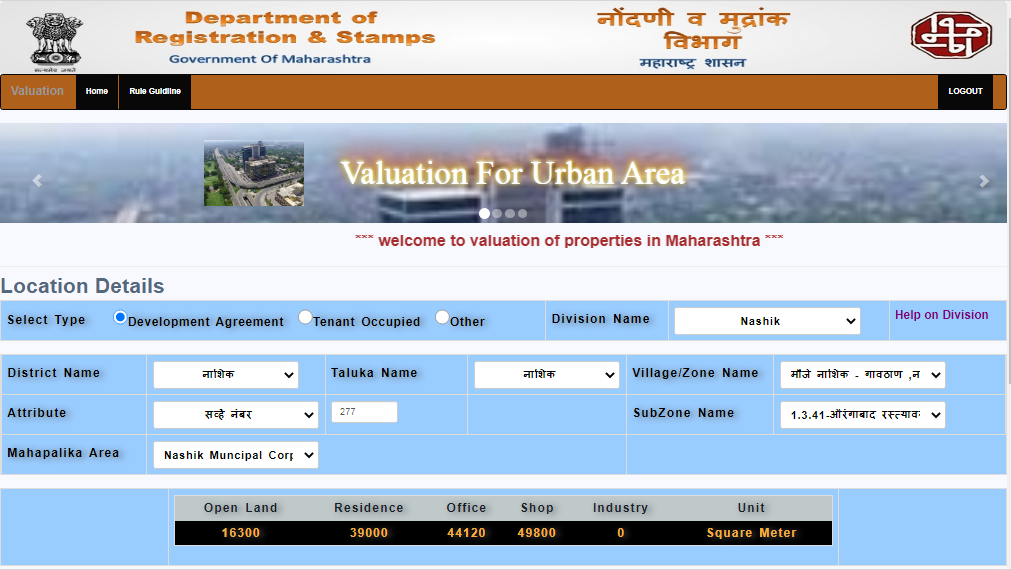 Department of
Registration & Stamps
Government Of Maharashtra
नोंदणी व मुद्रांक
विभाग
महाराष्ट्र शासन
सत्यमेव जयते
Valuation Home Rule Guidline LOGOUT
Valuation For Urban Area
*** welcome to valuation of properties in Maharashtra ***
Location Details
Select Type Development Agreement Tenant Occupied Other Division Name Nashik Help on Division
District Name नाशिक Taluka Name नाशिक Village/Zone Name मौंजे नाशिक - गावठाण ,न
Attribute सव्हे नंबर 277 SubZone Name 1.3.41-औरंगाबाद रस्त्याव
Mahapalika Area Nashik Muncipal Corp
Open Land Residence Office Shop Industry Unit
16300 39000 44120 49800 0 Square Meter